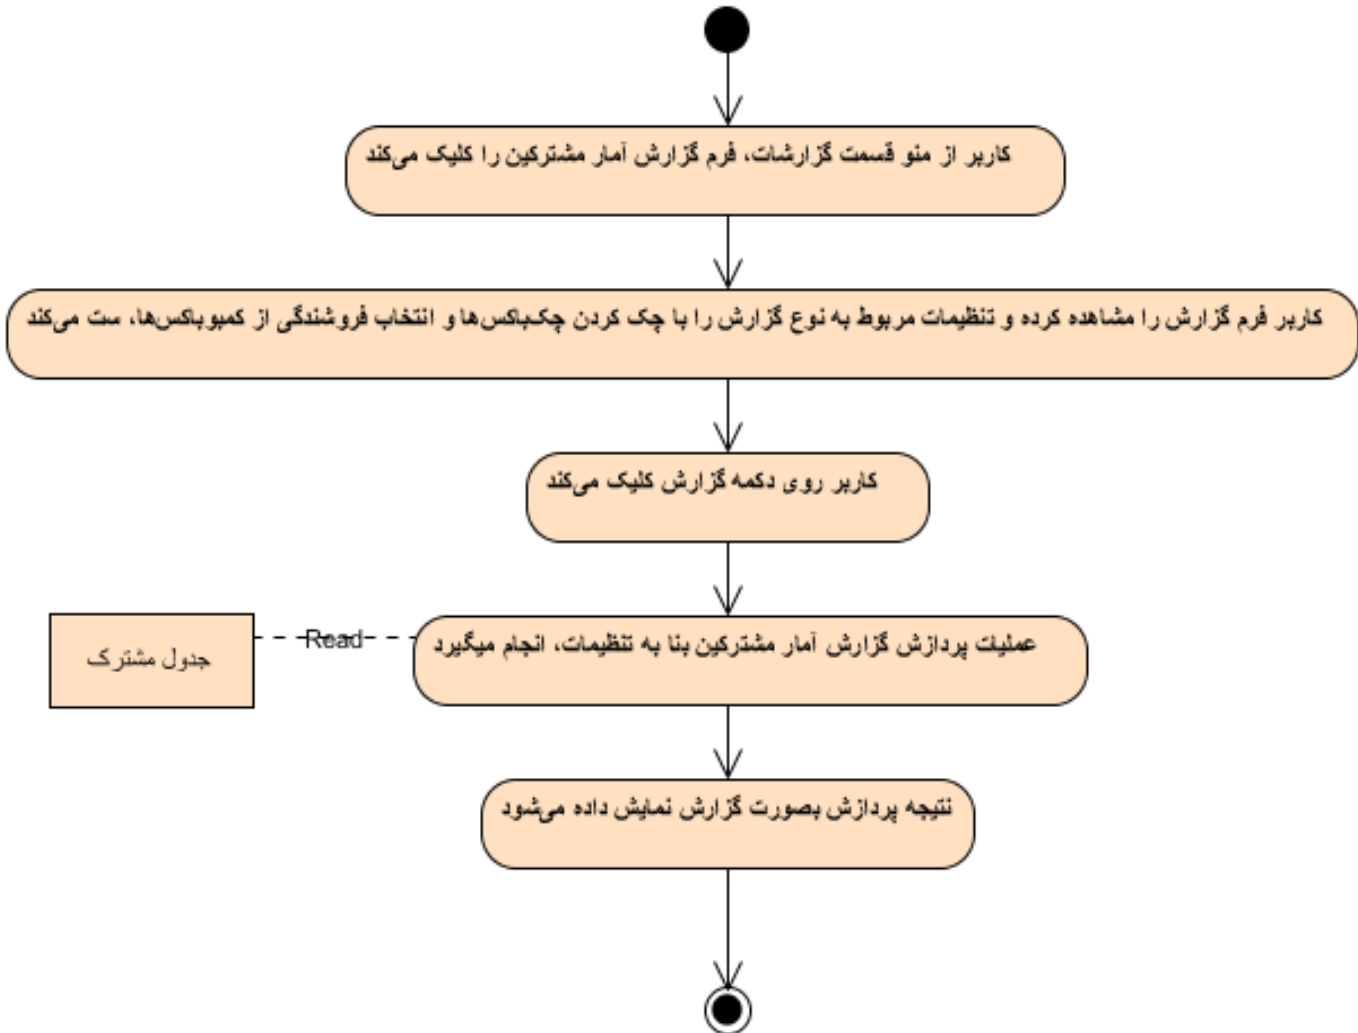 کاربر از منو قسمت گزارشات، فرم گزارش آمار مشترکین را کلیک می‌کند
کاربر فرم گزارش را مشاهده کرده و تنظیمات مربوط به نوع گزارش را با چک کردن چک‌باکس‌ها و انتخاب فروشندگی از کمبوباکس‌ها، ست می‌کند
کاربر روی دکمه گزارش کلیک می‌کند
عملیات پردازش گزارش آمار مشترکین بنا به تنظیمات، انجام میگیرد
Read
جدول مشترک
نتیجه پردازش بصورت گزارش نمایش داده می‌شود